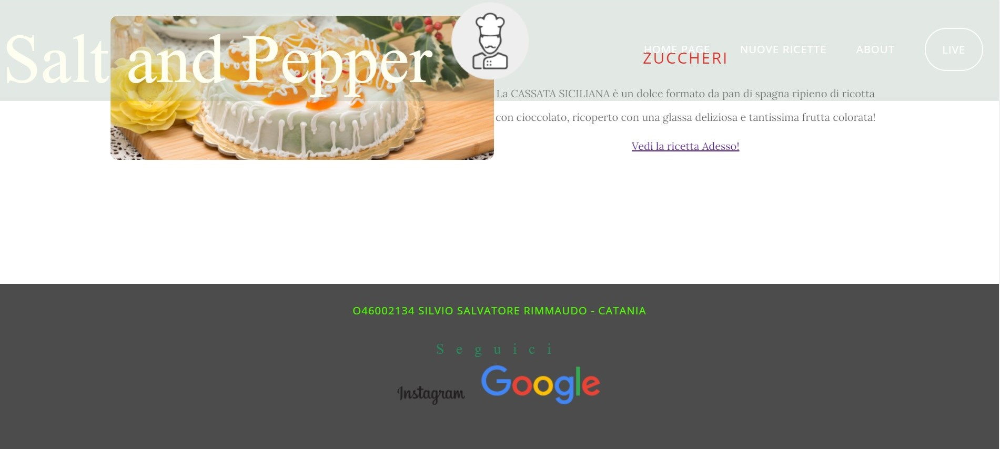 Salt and Pepper
HOME PAGE NUOVE RICETTE ABOUT LIVE
ZUCCHERI
La CASSATA SICILIANA è un dolce formato da pan di spagna ripieno di ricotta
con cioccolato, ricoperto con una glassa deliziosa e tantissima frutta colorata!
Vedi la ricetta Adesso!
O46002134 SILVIO SALVATORE RIMMAUDO - CATANIA
Seguici
Instagram Google